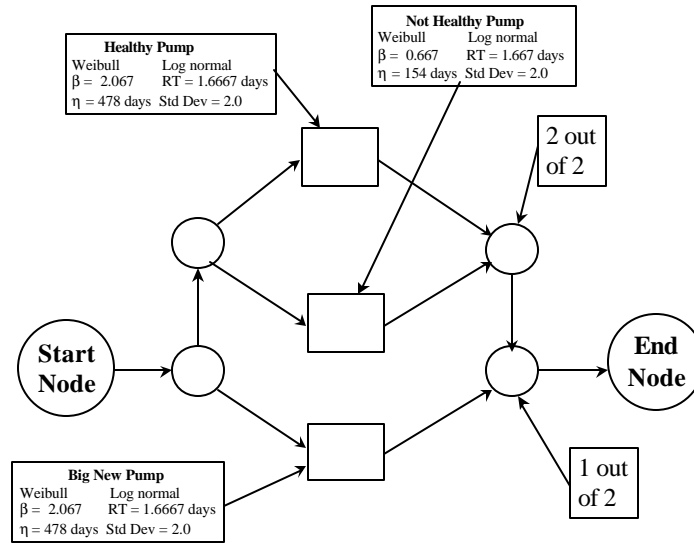 Healthy Pump
Weibull Log normal
β = 2.067 RT = 1.6667 days
η = 478 days Std Dev = 2.0
Not Healthy Pump
Weibull Log normal
β = 0.667 RT = 1.667 days
η = 154 days Std Dev = 2.0
2 out
of 2
Start
Node
End
Node
Big New Pump
Weibull Log normal
β = 2.067 RT = 1.6667 days
η = 478 days Std Dev = 2.0
1 out
of 2